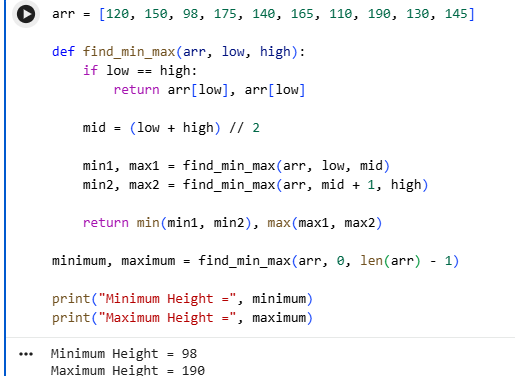 arr = [120, 150, 98, 175, 140, 165, 110, 190, 130, 145]
def find_min_max(arr, low, high):
    if low == high:
        return arr[low], arr[low]
    mid = (low + high) // 2
    min1, max1 = find_min_max(arr, low, mid)
    min2, max2 = find_min_max(arr, mid + 1, high)
    return min(min1, min2), max(max1, max2)
minimum, maximum = find_min_max(arr, 0, len(arr) - 1)
print("Minimum Height =", minimum)
print("Maximum Height =", maximum)
Minimum Height = 98
Maximum Height = 190